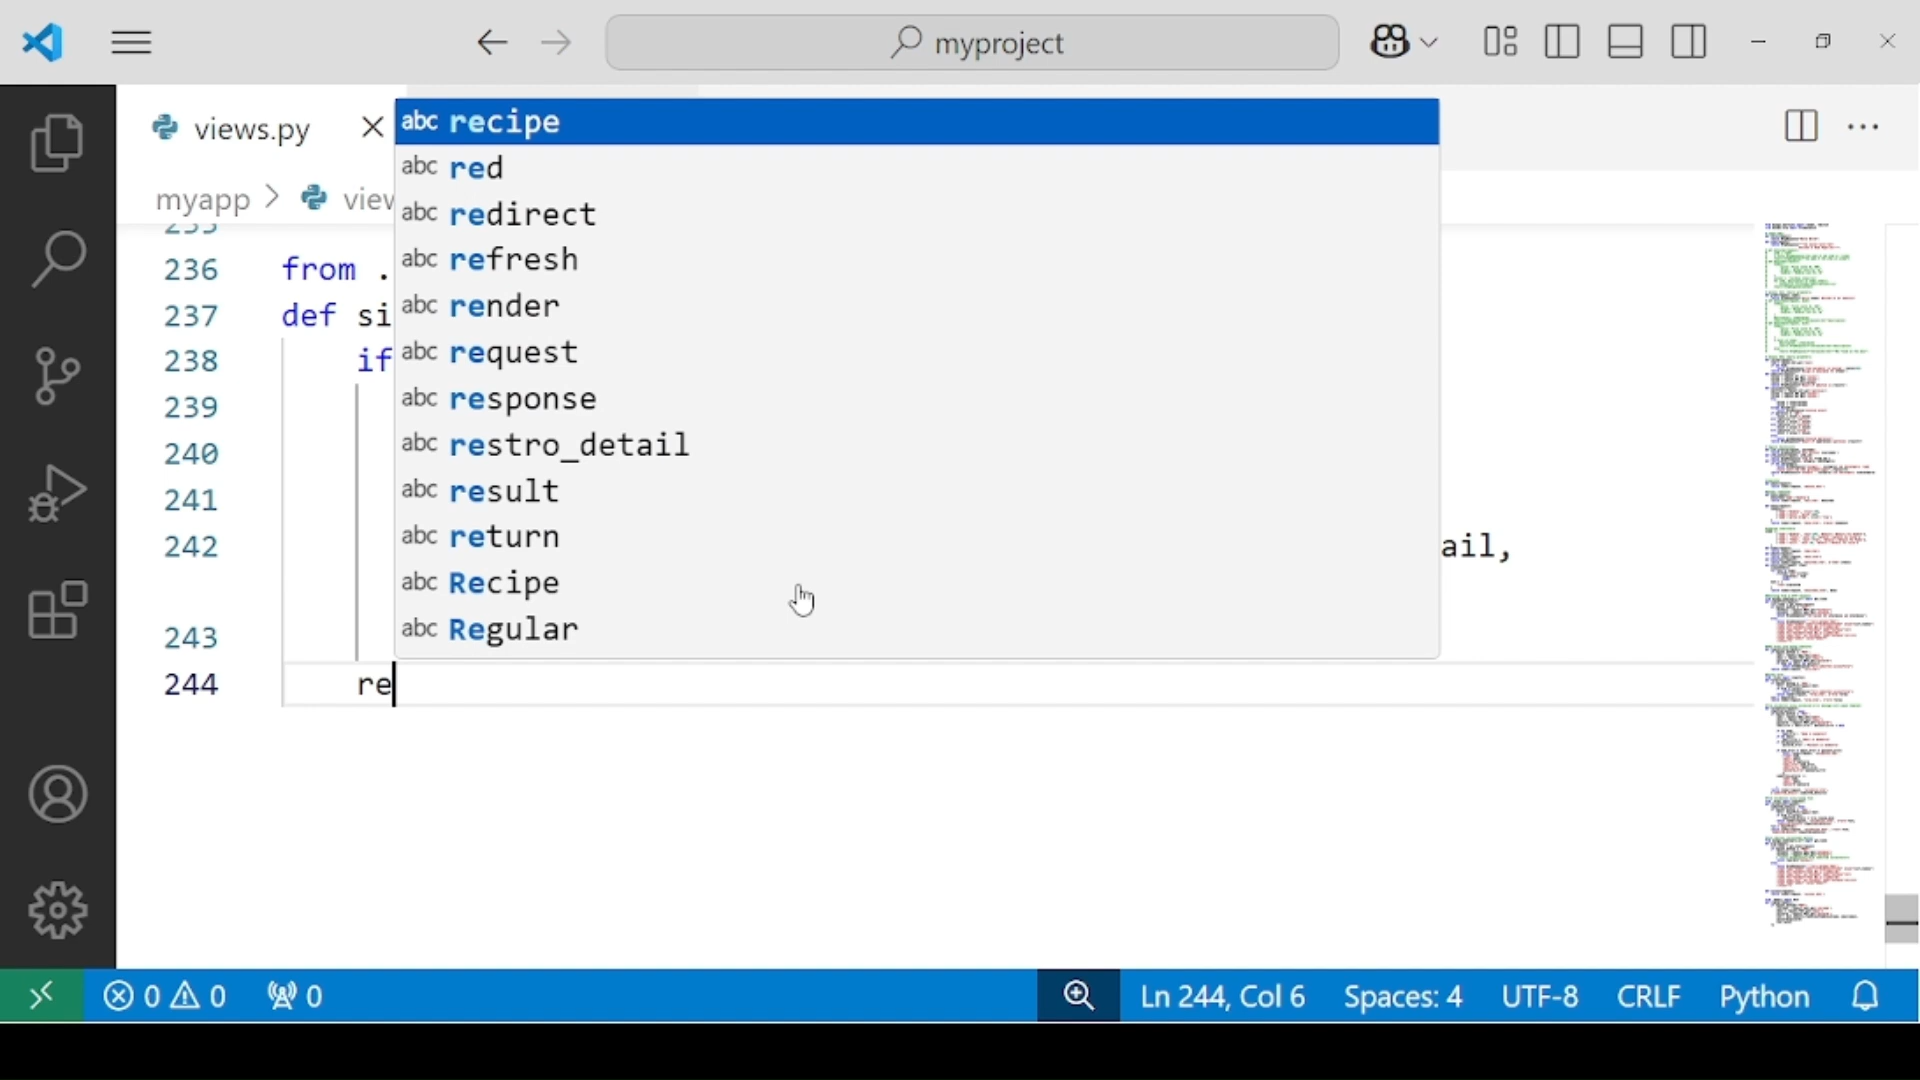 myproject
views.py
abc recipe
abc red
myapp > view
abc redirect
235
236 from .
abc refresh
abc render
237 def si
abc request
238 if
abc response
239
abc restro_detail
240
abc result
241
abc return
242 ail,
abc Recipe
abc Regular
243
244 re
0 0 0 Ln 244, Col 6 Spaces: 4 UTF-8 CRLF Python